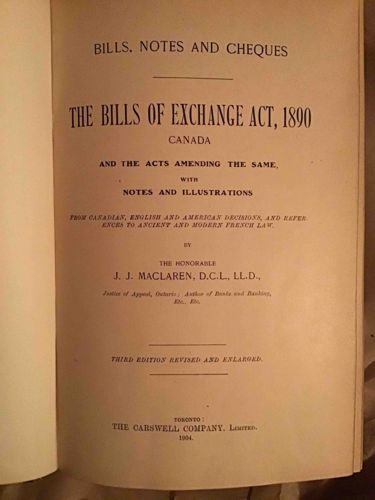 BILLS, NOTES AND CHEQUES
THE BILLS OF EXCHANGE ACT, 1890
CANADA
AND THE ACTS AMENDING THE SAME,
WITH
NOTES AND ILLUSTRATIONS
FROM CANADIAN, ENGLISH AND AMERICAN DECISIONS, AND REFER-
ENCES TO ANCIENT AND MODERN FRENCH LAW.
BY
THE HONORABLE
J. J. MACLAREN, D.C.L., LL.D.,
Justice of Appeal, Ontario; Author of Banks and Banking,
Etc., Etc.
THIRD EDITION REVISED AND ENLARGED.
TORONTO:
THE CARSWELL COMPANY, LIMITED.
1904.